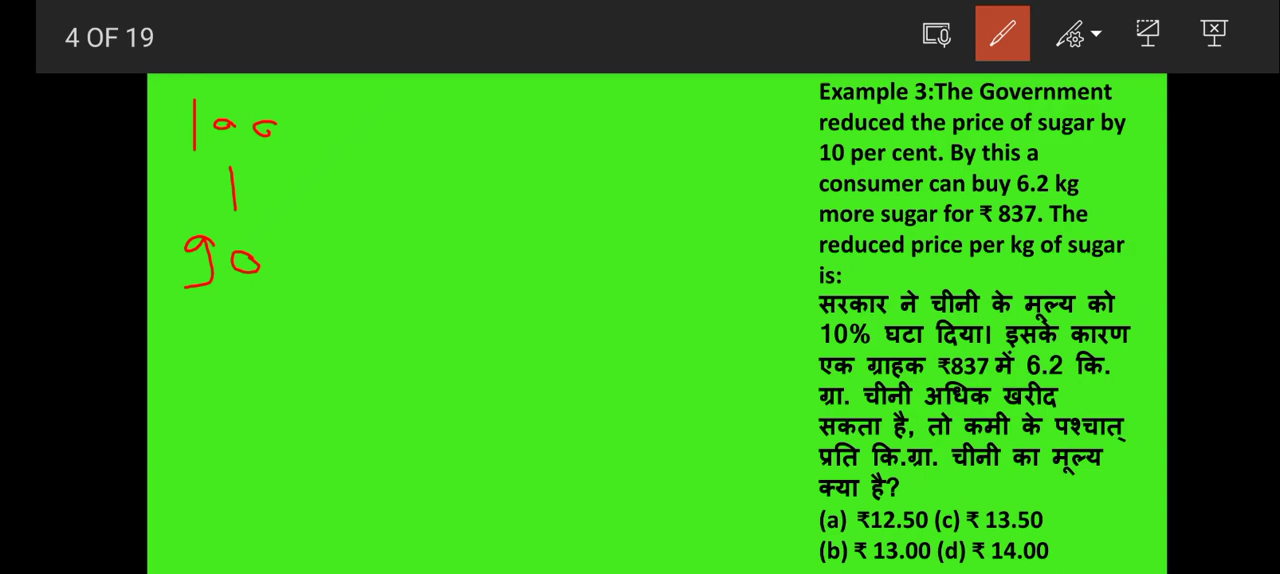 4 OF 19
100
1
90
Example 3:The Government
reduced the price of sugar by
10 per cent. By this a
consumer can buy 6.2 kg
more sugar for ₹ 837. The
reduced price per kg of sugar
is:
सरकार ने चीनी के मूल्य को
10% घटा दिया। इसके कारण
एक ग्राहक ₹837 में 6.2 कि.
ग्रा. चीनी अधिक खरीद
सकता है, तो कमी के पश्चात्
प्रति कि.ग्रा. चीनी का मूल्य
क्या है?
(a) ₹12.50 (c) ₹ 13.50
(b) ₹ 13.00 (d) ₹ 14.00